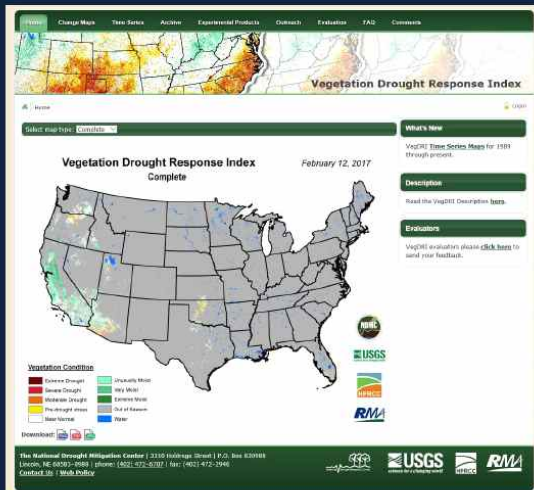 Home Change Maps Time Series Archive Experimental Products Outreach Evaluation FAQ Comments
Vegetation Drought Response Index
Home
Login
Select map type: Complete
Vegetation Drought Response Index
Complete
February 12, 2017
Vegetation Condition
Extreme Drought
Severe Drought
Moderate Drought
Pre-drought stress
Near Normal
Unusually Moist
Very Moist
Extreme Moist
Out of Season
Water
NDMC
USGS
HPRCC
RMA
Download:
What's New
VegDRI Time Series Maps for 1989
through present.
Description
Read the VegDRI Description here.
Evaluators
VegDRI evaluators please click here to
send your feedback.
The National Drought Mitigation Center | 3310 Holdrege Street | P.O. Box 830988
Lincoln, NE 68583-0988 | phone: (402) 472-6707 | fax: (402) 472-2946
Contact Us | Web Policy
USGS
HPRCC
RMA